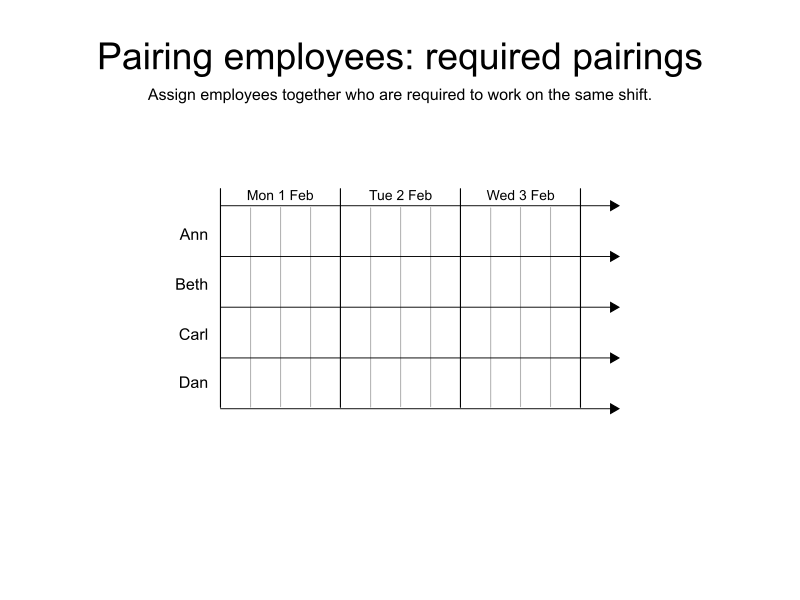 Pairing employees: required pairings
Assign employees together who are required to work on the same shift.
Mon 1 Feb Tue 2 Feb Wed 3 Feb
Ann
Beth
Carl
Dan